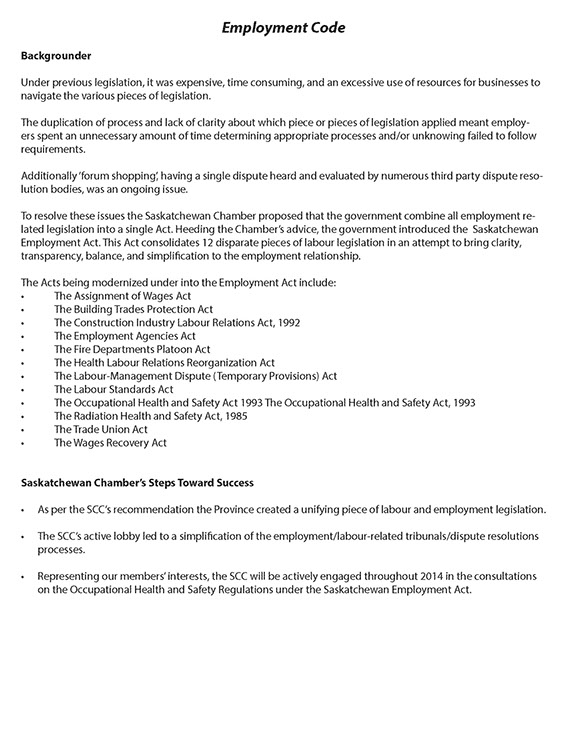 Employment Code
Backgrounder
Under previous legislation, it was expensive, time consuming, and an excessive use of resources for businesses to
navigate the various pieces of legislation.
The duplication of process and lack of clarity about which piece or pieces of legislation applied meant employ-
ers spent an unnecessary amount of time determining appropriate processes and/or unknowing failed to follow
requirements.
Additionally 'forum shopping', having a single dispute heard and evaluated by numerous third party dispute reso-
lution bodies, was an ongoing issue.
To resolve these issues the Saskatchewan Chamber proposed that the government combine all employment re-
lated legislation into a single Act. Heeding the Chamber's advice, the government introduced the Saskatchewan
Employment Act. This Act consolidates 12 disparate pieces of labour legislation in an attempt to bring clarity,
transparency, balance, and simplification to the employment relationship.
The Acts being modernized under into the Employment Act include:
• The Assignment of Wages Act
• The Building Trades Protection Act
• The Construction Industry Labour Relations Act, 1992
• The Employment Agencies Act
• The Fire Departments Platoon Act
• The Health Labour Relations Reorganization Act
• The Labour-Management Dispute (Temporary Provisions) Act
• The Labour Standards Act
• The Occupational Health and Safety Act 1993 The Occupational Health and Safety Act, 1993
• The Radiation Health and Safety Act, 1985
• The Trade Union Act
• The Wages Recovery Act
Saskatchewan Chamber's Steps Toward Success
• As per the SCC's recommendation the Province created a unifying piece of labour and employment legislation.
• The SCC's active lobby led to a simplification of the employment/labour-related tribunals/dispute resolutions
processes.
• Representing our members' interests, the SCC will be actively engaged throughout 2014 in the consultations
on the Occupational Health and Safety Regulations under the Saskatchewan Employment Act.